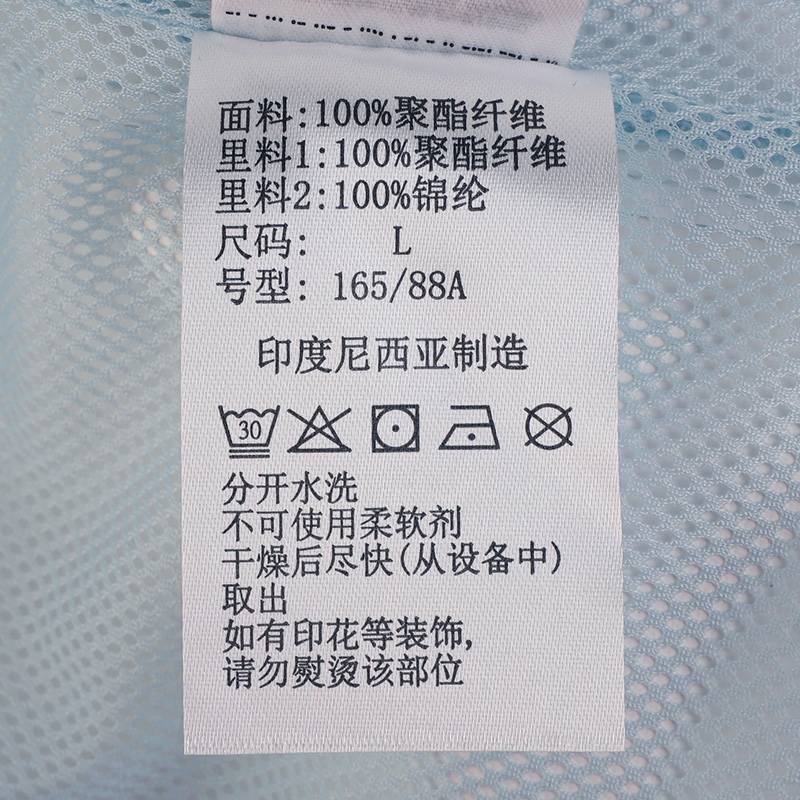 面料:100%聚酯纤维
里料1:100%聚酯纤维
里料2:100%锦纶
尺码: L
号型: 165/88A
印度尼西亚制造
30
分开水洗
不可使用柔软剂
干燥后尽快(从设备中)
取出
如有印花等装饰,
请勿熨烫该部位